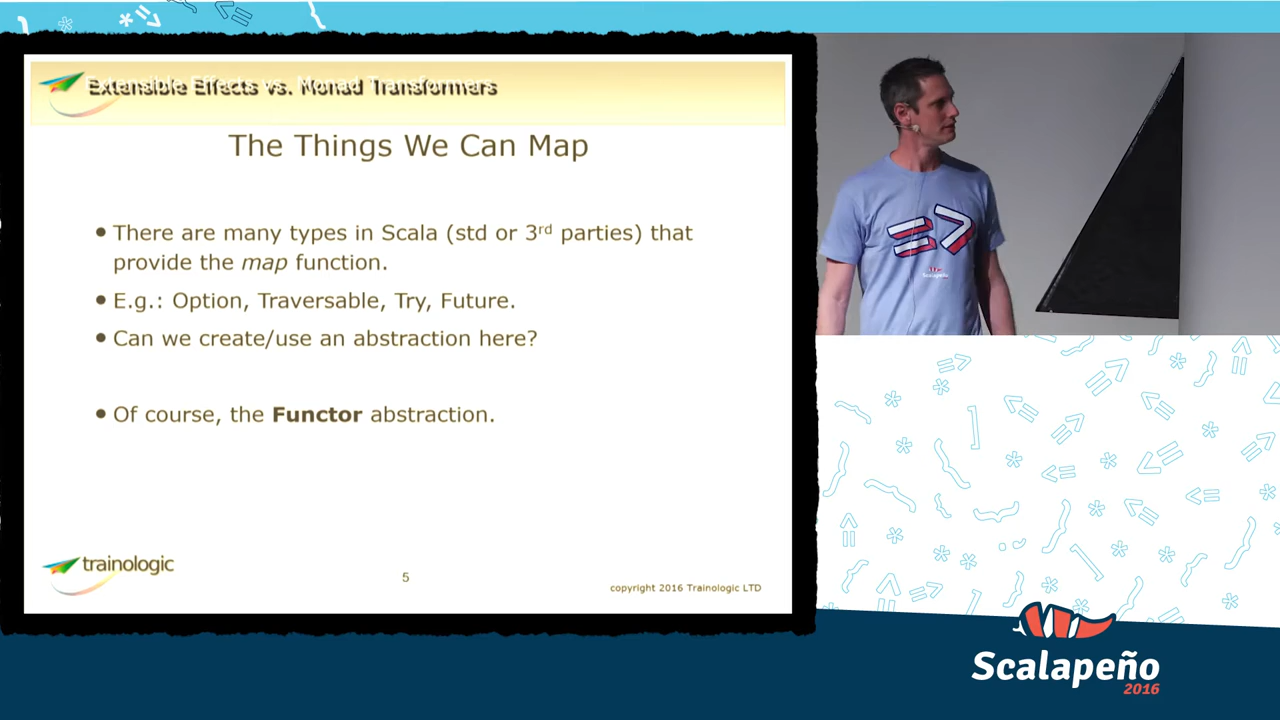 Extensible Effects vs. Monad Transformers
The Things We Can Map
• There are many types in Scala (std or 3rd parties) that
provide the map function.
• E.g.: Option, Traversable, Try, Future.
• Can we create/use an abstraction here?
• Of course, the Functor abstraction.
trainologic
5
copyright 2016 Trainologic LTD
=>
Scalapeño
Scalapeño
2016